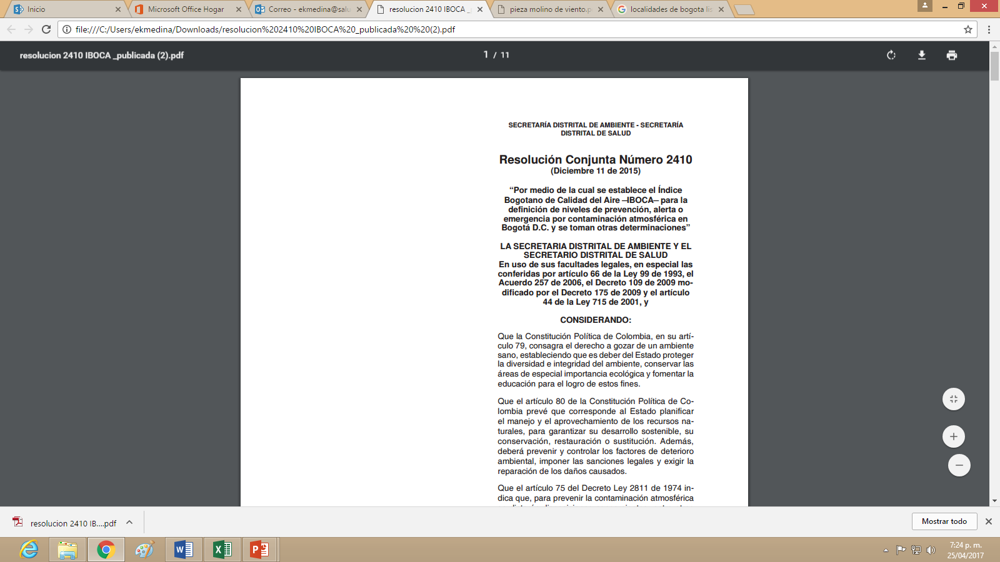 Inicio
Microsoft Office Hogar
Correo - ekmedina@salu
resolucion 2410 IBOCA _
pieza molino de viento.p
localidades de bogota lis
file:///C:/Users/ekmedina/Downloads/resolucion%202410%20IBOCA%20_publicada%20%20(2).pdf
resolucion 2410 IBOCA _publicada (2).pdf
1 / 11
SECRETARÍA DISTRITAL DE AMBIENTE - SECRETARÍA
DISTRITAL DE SALUD
Resolución Conjunta Número 2410
(Diciembre 11 de 2015)
“Por medio de la cual se establece el Índice
Bogotano de Calidad del Aire –IBOCA– para la
definición de niveles de prevención, alerta o
emergencia por contaminación atmosférica en
Bogotá D.C. y se toman otras determinaciones”
LA SECRETARIA DISTRITAL DE AMBIENTE Y EL
SECRETARIO DISTRITAL DE SALUD
En uso de sus facultades legales, en especial las
conferidas por artículo 66 de la Ley 99 de 1993, el
Acuerdo 257 de 2006, el Decreto 109 de 2009 mo-
dificado por el Decreto 175 de 2009 y el artículo
44 de la Ley 715 de 2001, y
CONSIDERANDO:
Que la Constitución Política de Colombia, en su artí-
culo 79, consagra el derecho a gozar de un ambiente
sano, estableciendo que es deber del Estado proteger
la diversidad e integridad del ambiente, conservar las
áreas de especial importancia ecológica y fomentar la
educación para el logro de estos fines.
Que el artículo 80 de la Constitución Política de Co-
lombia prevé que corresponde al Estado planificar
el manejo y el aprovechamiento de los recursos na-
turales, para garantizar su desarrollo sostenible, su
conservación, restauración o sustitución. Además,
deberá prevenir y controlar los factores de deterioro
ambiental, imponer las sanciones legales y exigir la
reparación de los daños causados.
Que el artículo 75 del Decreto Ley 2811 de 1974 in-
dica que, para prevenir la contaminación atmosférica
resolucion 2410 IB....pdf
Mostrar todo
7:24 p. m.
25/04/2017